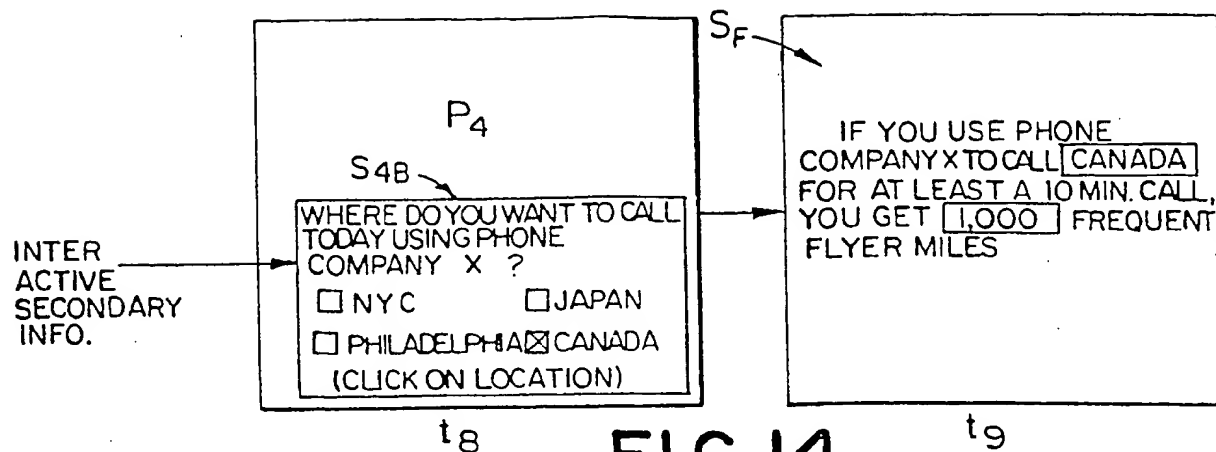 INTER
ACTIVE
SECONDARY
INFO.
P4
S4B
WHERE DO YOU WANT TO CALL
TODAY USING PHONE
COMPANY X ?
NYC JAPAN
PHILADELPHIA CANADA
(CLICK ON LOCATION)
t8
SF
IF YOU USE PHONE
COMPANY X TO CALL CANADA
FOR AT LEAST A 10 MIN. CALL,
YOU GET 1,000 FREQUENT
FLYER MILES
t9
FIG.14